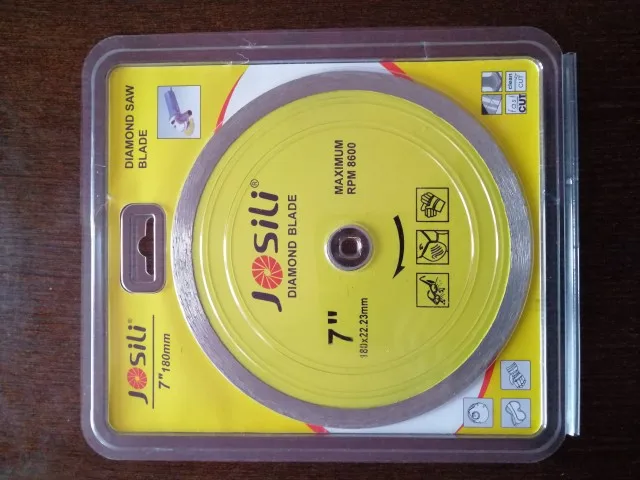 DIAMOND SAW
BLADE
JOSiLi®
7" 180mm
JOSiLi®
DIAMOND BLADE
MAXIMUM
RPM 8600
7"
180x22.23mm
clean
CUT
CUT